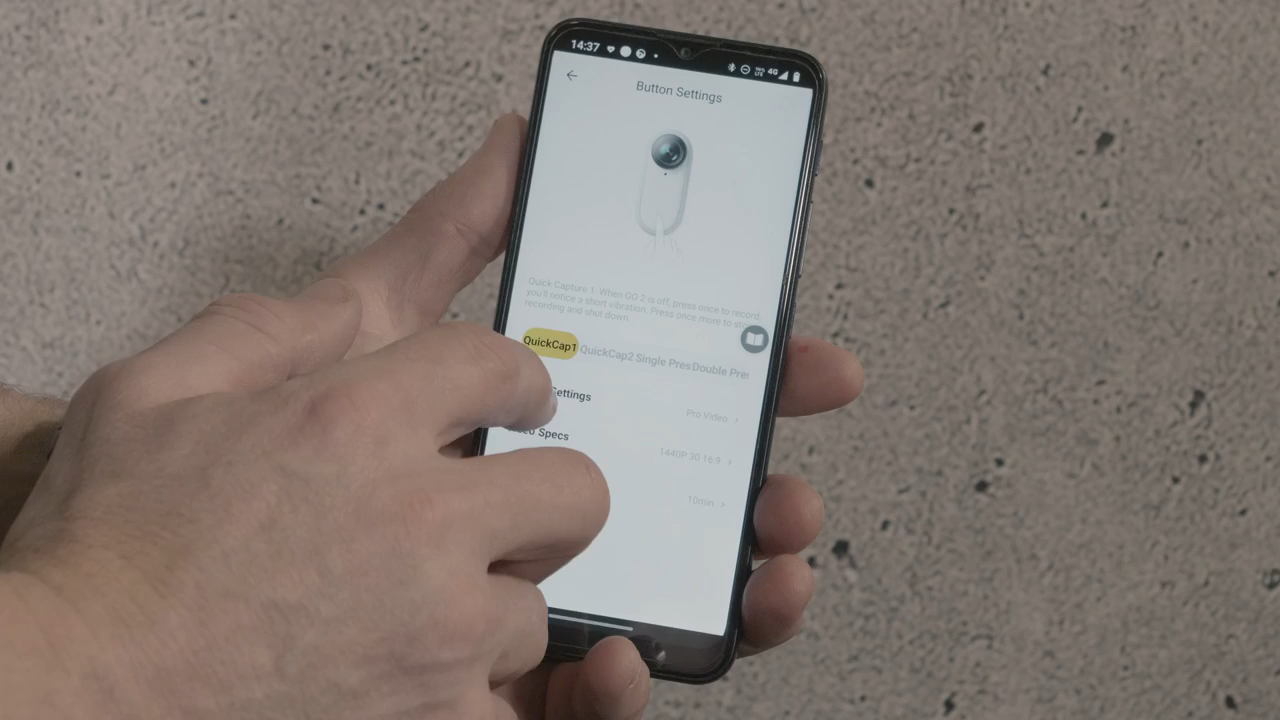 14:37
4G
Button Settings
Quick Capture 1: When GO 2 is off, press once to record,
you'll notice a short vibration. Press once more to
recording and shut down.
QuickCap1 QuickCap2 Single Pres Double Pre
Settings
Pro Video
Specs
1440P 30 16:9
10min